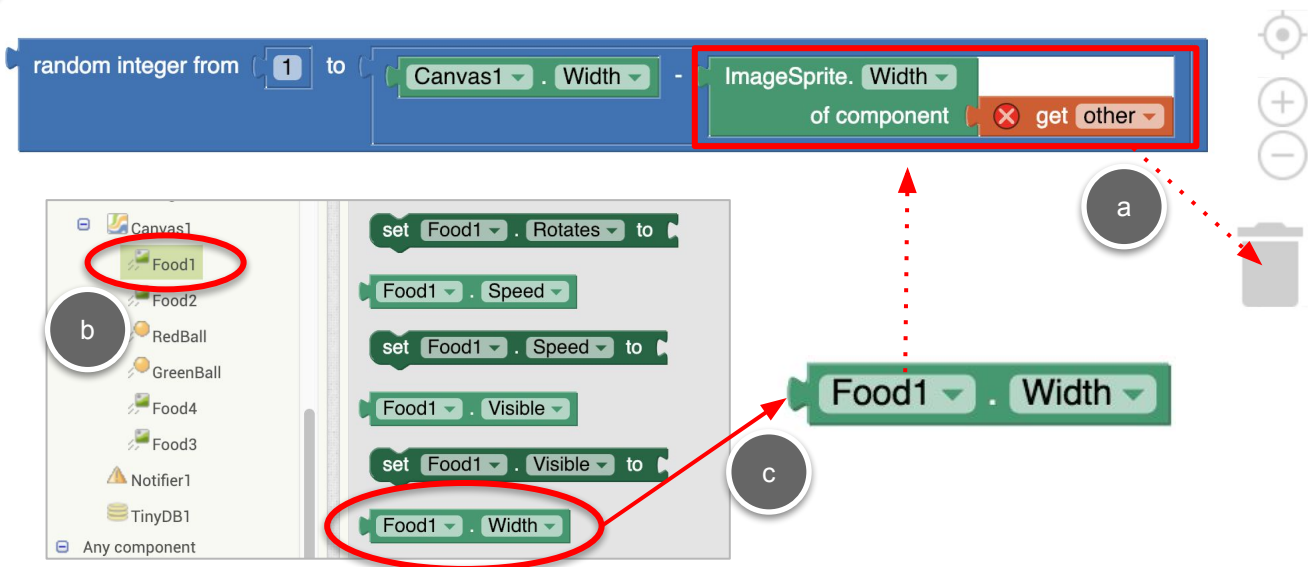 random integer from 1 to Canvas1 . Width - ImageSprite. Width
of component get other
a
Canvas1
Food1
Food2
RedBall
GreenBall
Food4
Food3
Notifier1
TinyDB1
Any component
b
set Food1 . Rotates to
Food1 . Speed
set Food1 . Speed to
Food1 . Visible
set Food1 . Visible to
Food1 . Width
c
Food1 . Width